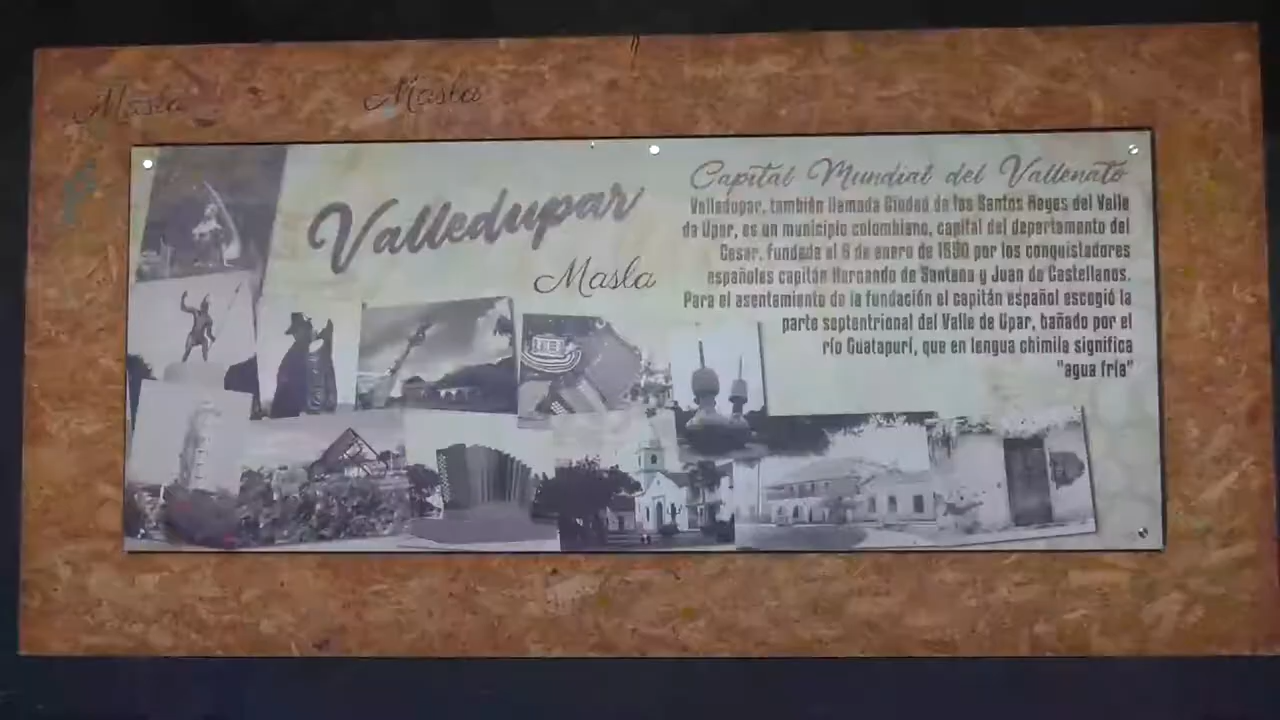 Masla
Masla
Valledupar
Masla
Capital Mundial del Vallenato
Valledupar, también llamada Ciudad de los Santos Reyes del Valle
de Upar, es un municipio colombiano, capital del departamento del
Cesar, fundada el 6 de enero de por los conquistadores
españoles capitán Hernando de Santana y Juan de Castellanos.
Para el asentamiento de la fundación el capitán español escogió la
parte septentrional del Valle de Upar, bañado por el
río Guatapurí, que en lengua chimila significa
"agua fría"